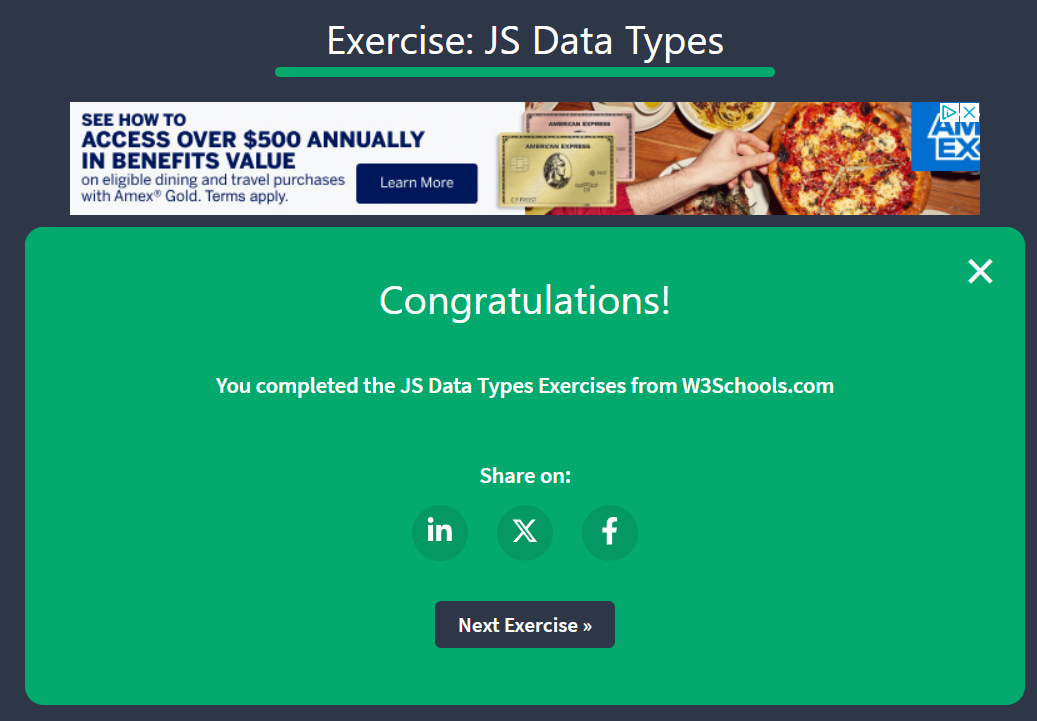 Exercise: JS Data Types
SEE HOW TO
ACCESS OVER $500 ANNUALLY
IN BENEFITS VALUE
on eligible dining and travel purchases
with Amex® Gold. Terms apply.
Learn More
AMERICAN EXPRESS
AMERICAN EXPRESS
C F FROST
AM
EX
Congratulations!
You completed the JS Data Types Exercises from W3Schools.com
Share on:
in
X
f
Next Exercise »